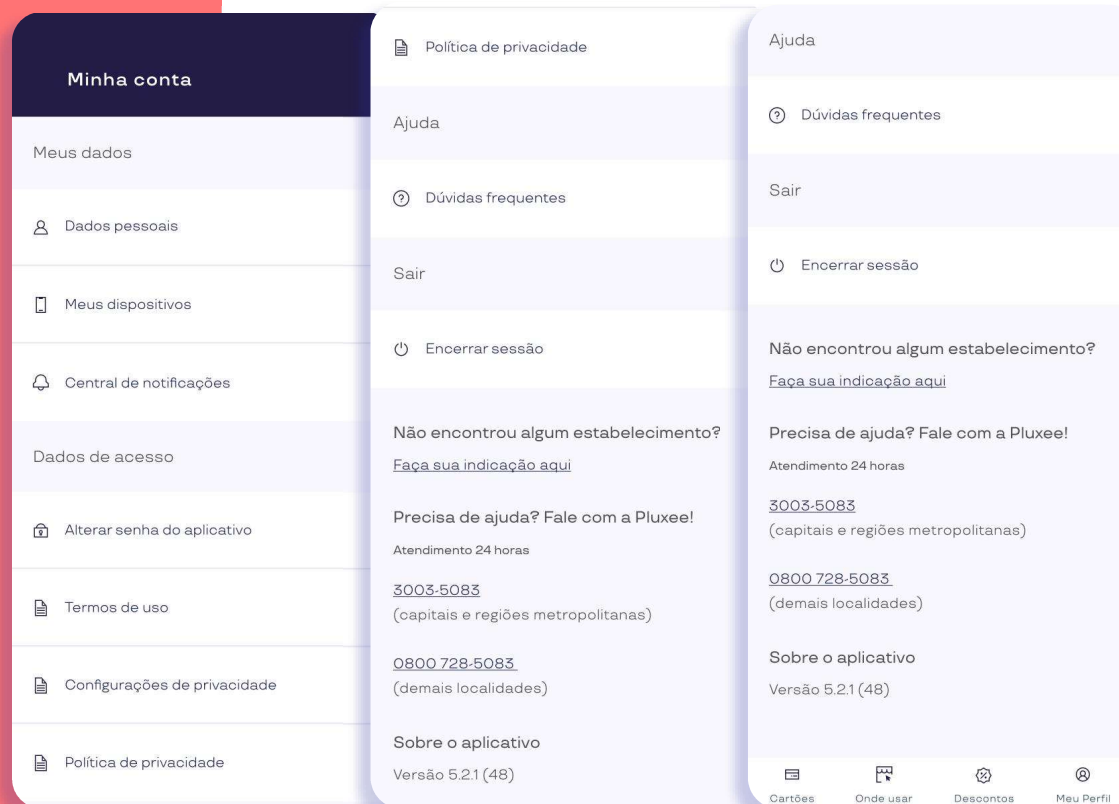 Minha conta
Meus dados
Dados pessoais
Meus dispositivos
Central de notificações
Dados de acesso
Alterar senha do aplicativo
Termos de uso
Configurações de privacidade
Política de privacidade
Política de privacidade
Ajuda
Dúvidas frequentes
Sair
Encerrar sessão
Não encontrou algum estabelecimento?
Faça sua indicação aqui
Precisa de ajuda? Fale com a Pluxee!
Atendimento 24 horas
3003-5083
(capitais e regiões metropolitanas)
0800 728-5083
(demais localidades)
Sobre o aplicativo
Versão 5.2.1 (48)
Ajuda
Dúvidas frequentes
Sair
Encerrar sessão
Não encontrou algum estabelecimento?
Faça sua indicação aqui
Precisa de ajuda? Fale com a Pluxee!
Atendimento 24 horas
3003-5083
(capitais e regiões metropolitanas)
0800 728-5083
(demais localidades)
Sobre o aplicativo
Versão 5.2.1 (48)
Cartões Onde usar Descontos Meu Perfil